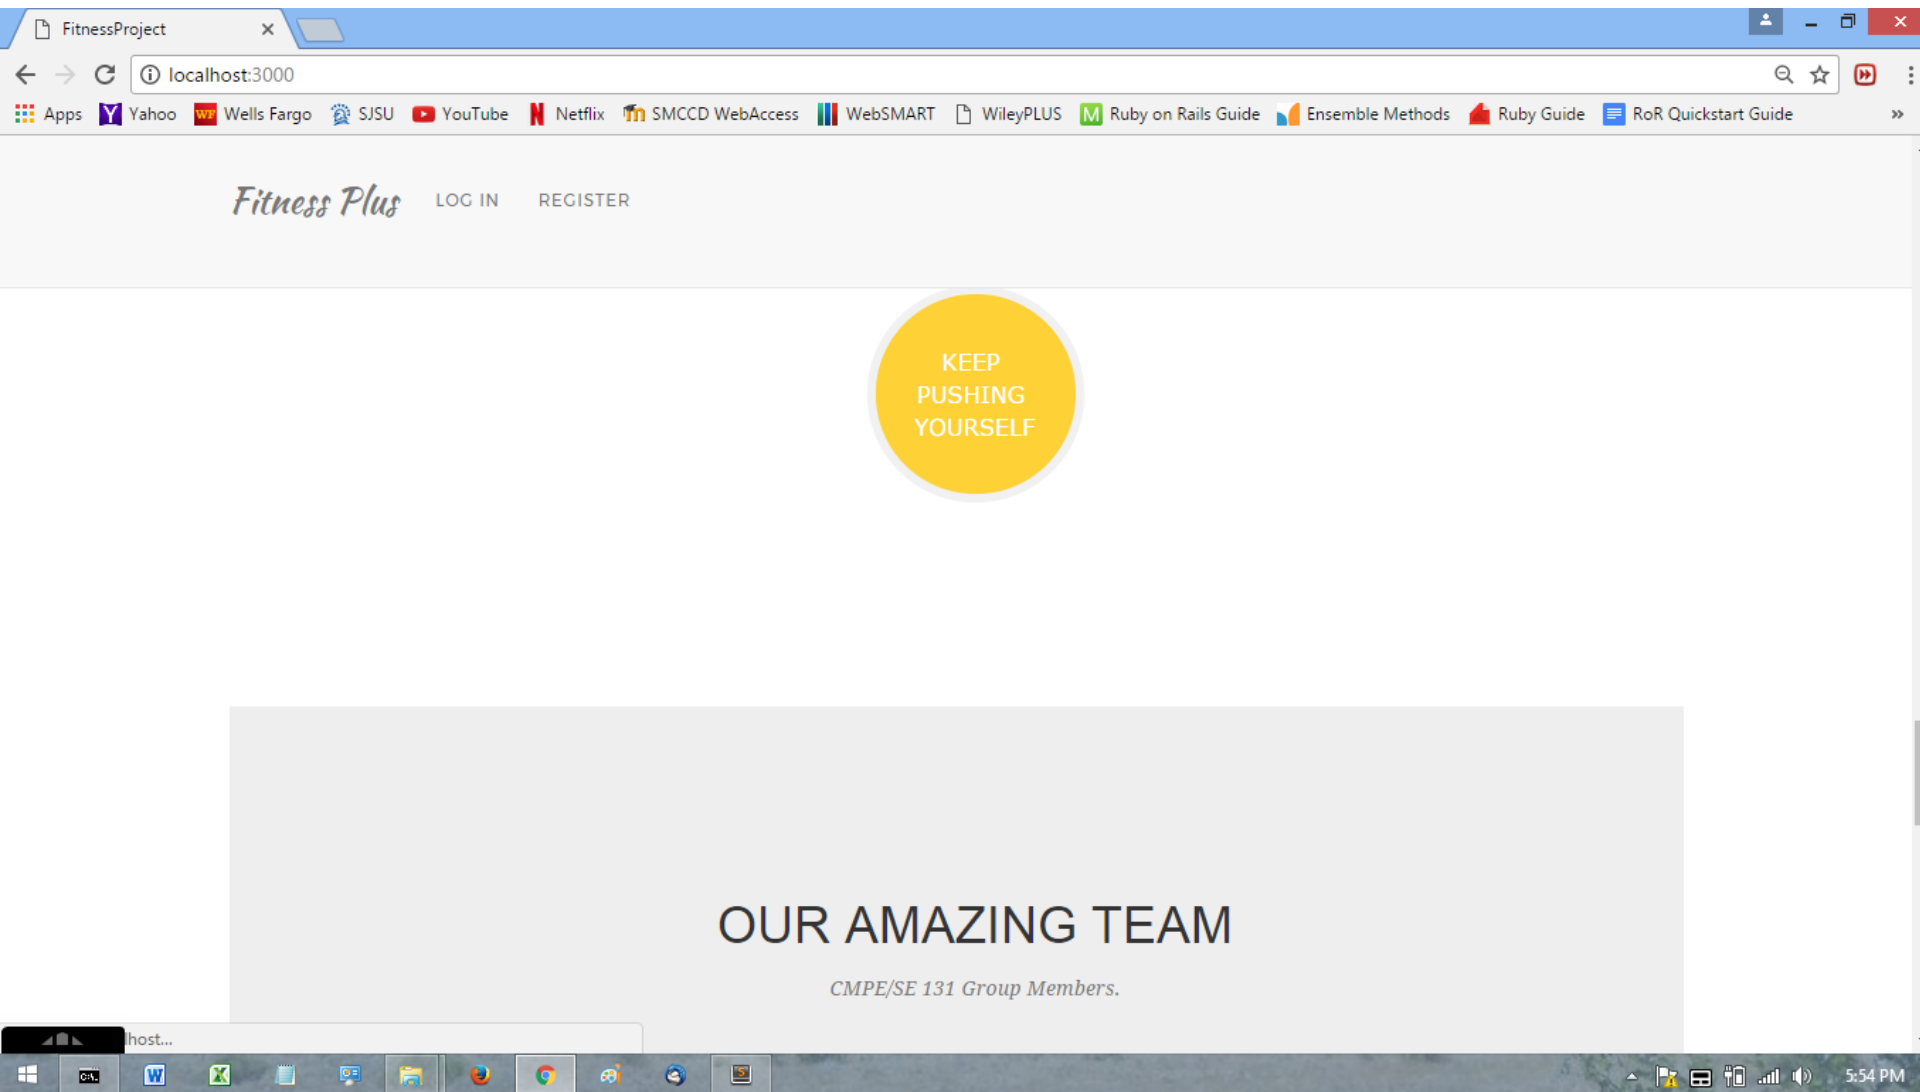 FitnessProject
localhost:3000
Apps Yahoo Wells Fargo SJSU YouTube Netflix SMCCD WebAccess WebSMART WileyPLUS Ruby on Rails Guide Ensemble Methods Ruby Guide RoR Quickstart Guide »
Fitness Plus LOG IN REGISTER
KEEP
PUSHING
YOURSELF
OUR AMAZING TEAM
CMPE/SE 131 Group Members.
lhost...
5:54 PM